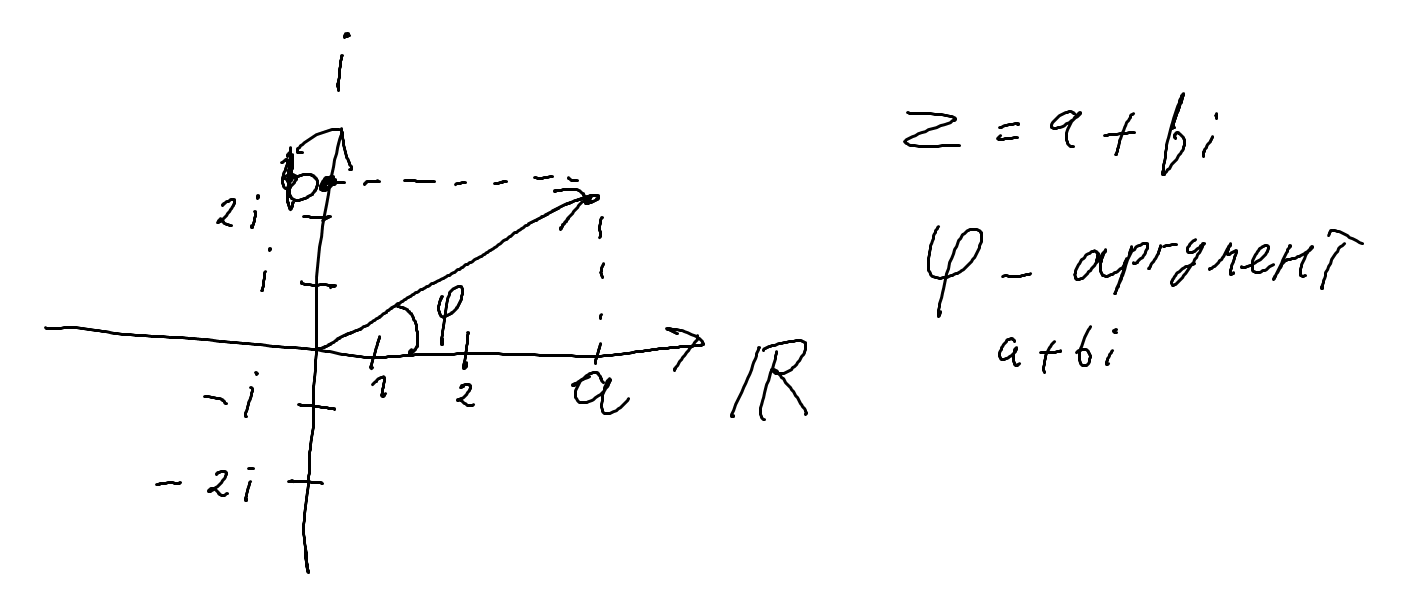 i
z = a + bi
b
2i
φ - аргумент
i
φ
a + bi
1 2 a ℝ
-i
-2i